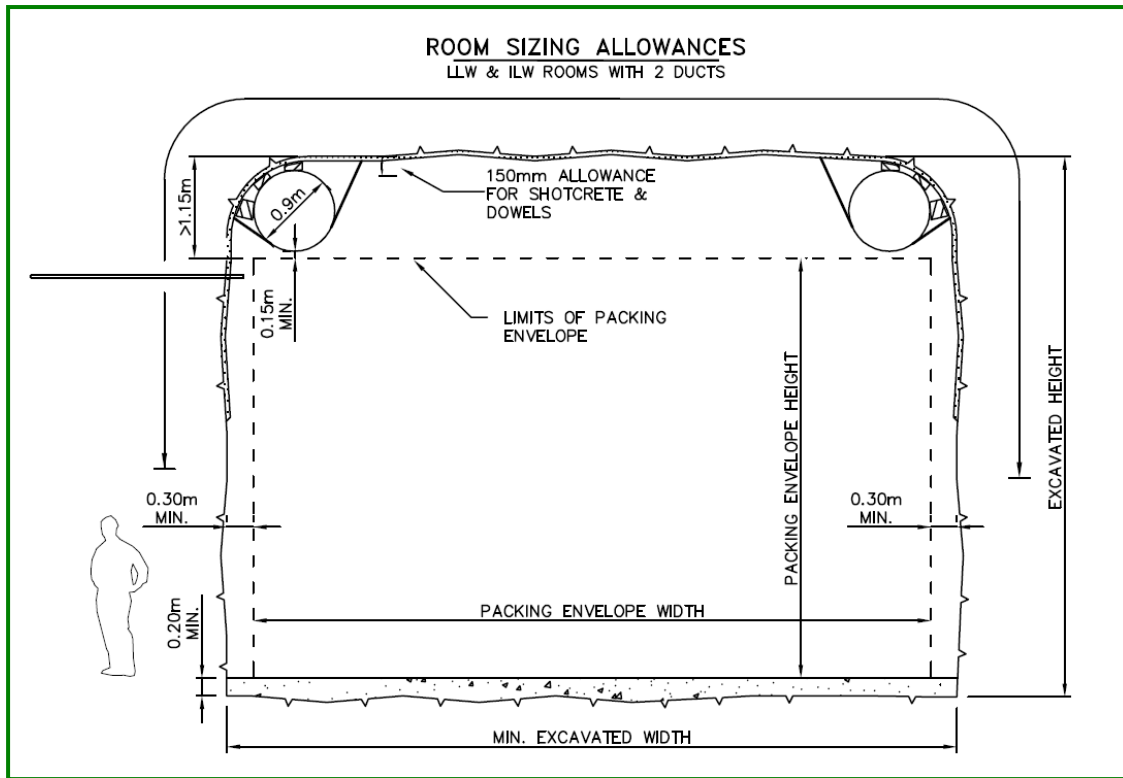 ROOM SIZING ALLOWANCES
LLW & ILW ROOMS WITH 2 DUCTS
150mm ALLOWANCE
FOR SHOTCRETE &
DOWELS
>1.15m
0.9m
0.15m
MIN.
LIMITS OF PACKING
ENVELOPE
PACKING ENVELOPE HEIGHT
EXCAVATED HEIGHT
0.30m
MIN.
0.30m
MIN.
0.20m
MIN.
PACKING ENVELOPE WIDTH
MIN. EXCAVATED WIDTH